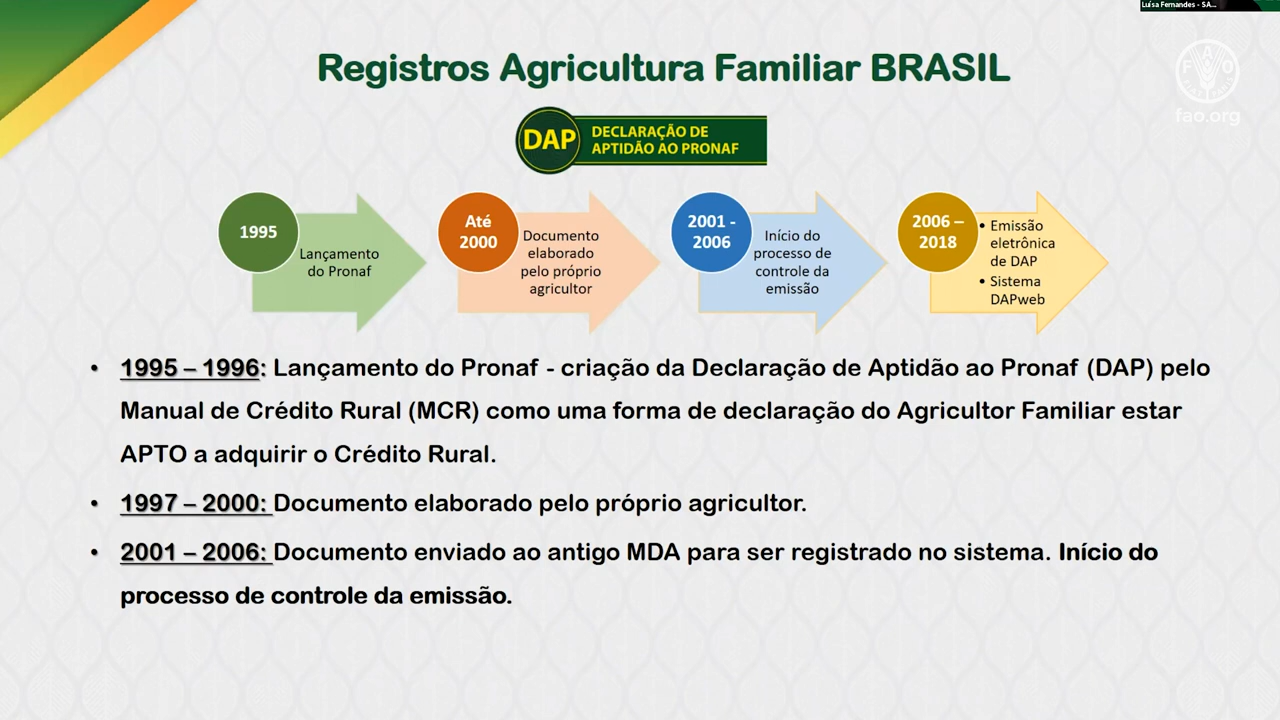 Luísa Fernandes - SA...
Registros Agricultura Familiar BRASIL
FAO
fao.org
DAP
DECLARAÇÃO DE
APTIDÃO AO PRONAF
1995
Lançamento
do Pronaf
Até
2000
Documento
elaborado
pelo próprio
agricultor
2001 -
2006
Início do
processo de
controle da
emissão
2006 –
2018
• Emissão
eletrônica
de DAP
• Sistema
DAPweb
• 1995 – 1996: Lançamento do Pronaf - criação da Declaração de Aptidão ao Pronaf (DAP) pelo
Manual de Crédito Rural (MCR) como uma forma de declaração do Agricultor Familiar estar
APTO a adquirir o Crédito Rural.
• 1997 – 2000: Documento elaborado pelo próprio agricultor.
• 2001 – 2006: Documento enviado ao antigo MDA para ser registrado no sistema. Início do
processo de controle da emissão.